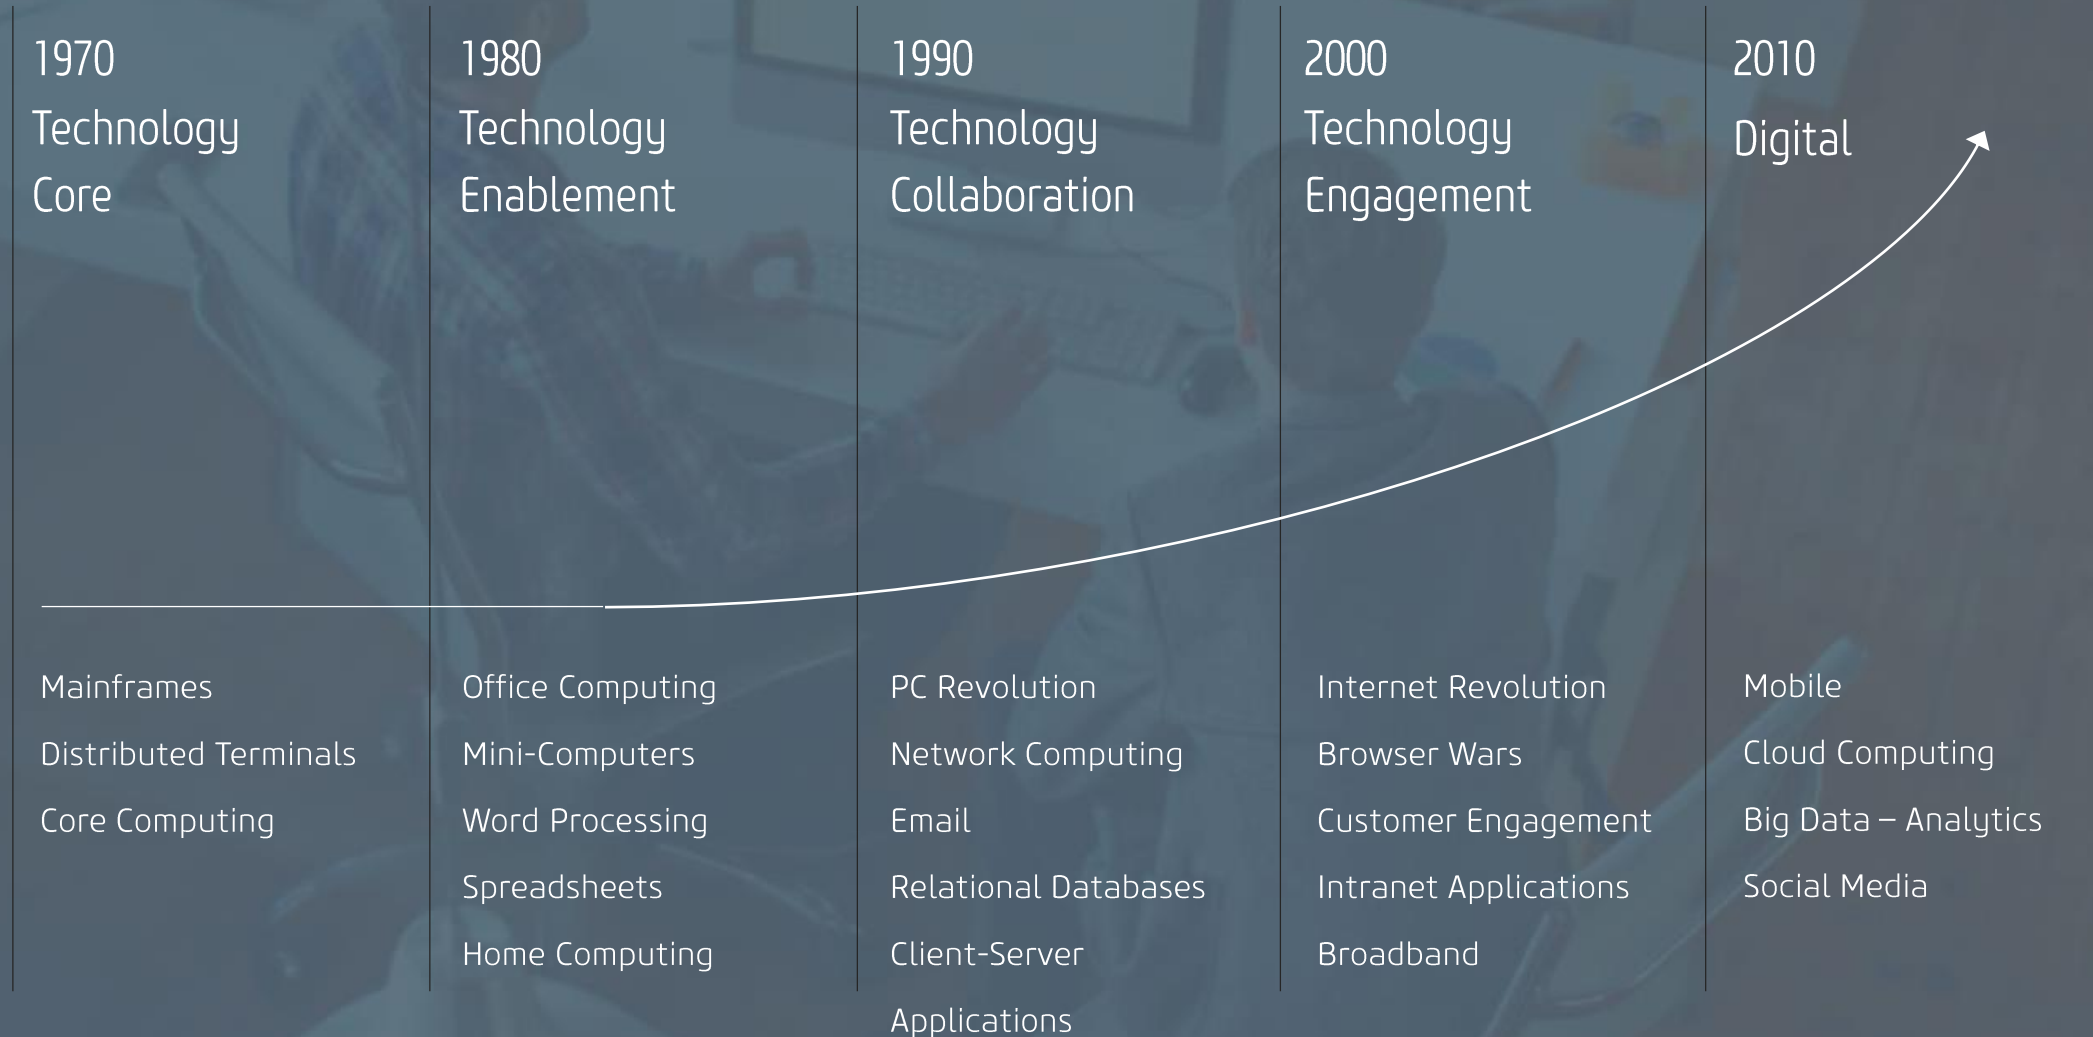 1970
Technology
Core
Mainframes
Distributed Terminals
Core Computing
1980
Technology
Enablement
Office Computing
Mini-Computers
Word Processing
Spreadsheets
Home Computing
1990
Technology
Collaboration
PC Revolution
Network Computing
Email
Relational Databases
Client-Server
Applications
2000
Technology
Engagement
Internet Revolution
Browser Wars
Customer Engagement
Intranet Applications
Broadband
2010
Digital
Mobile
Cloud Computing
Big Data – Analytics
Social Media